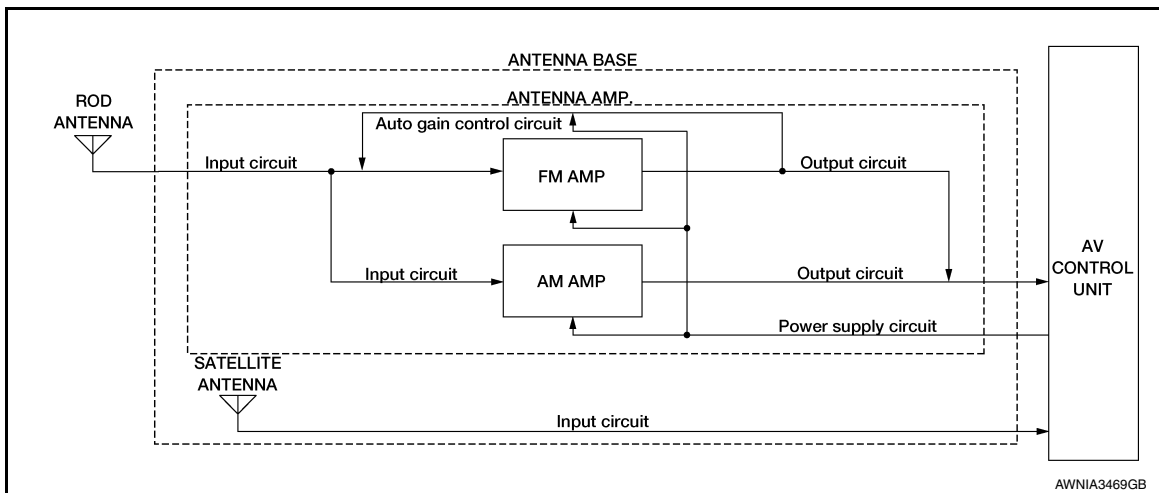 ANTENNA BASE
ROD
ANTENNA
ANTENNA AMP.
Auto gain control circuit
Input circuit
FM AMP
Output circuit
AV
CONTROL
UNIT
Input circuit
AM AMP
Output circuit
Power supply circuit
SATELLITE
ANTENNA
Input circuit
AWNIA3469GB